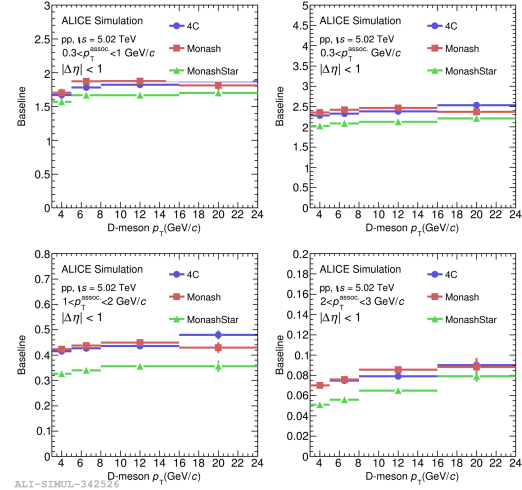 3
2.5
2
1.5
1
0.5
0
Baseline
ALICE Simulation
pp, √s = 5.02 TeV
0.3<p_T^assoc.<1 GeV/c
|Δη| < 1
4C
Monash
MonashStar
4 6 8 10 12 14 16 18 20 22 24
D-meson p_T(GeV/c)
5
4.5
4
3.5
3
2.5
2
1.5
1
0.5
0
Baseline
ALICE Simulation
pp, √s = 5.02 TeV
0.3<p_T^assoc. GeV/c
|Δη| < 1
4C
Monash
MonashStar
4 6 8 10 12 14 16 18 20 22 24
D-meson p_T(GeV/c)
0.8
0.7
0.6
0.5
0.4
0.3
0.2
0.1
0
Baseline
ALICE Simulation
pp, √s = 5.02 TeV
1<p_T^assoc.<2 GeV/c
|Δη| < 1
4C
Monash
MonashStar
4 6 8 10 12 14 16 18 20 22 24
D-meson p_T(GeV/c)
0.2
0.18
0.16
0.14
0.12
0.1
0.08
0.06
0.04
0.02
0
Baseline
ALICE Simulation
pp, √s = 5.02 TeV
2<p_T^assoc.<3 GeV/c
|Δη| < 1
4C
Monash
MonashStar
4 6 8 10 12 14 16 18 20 22 24
D-meson p_T(GeV/c)
ALI-SIMUL-342526